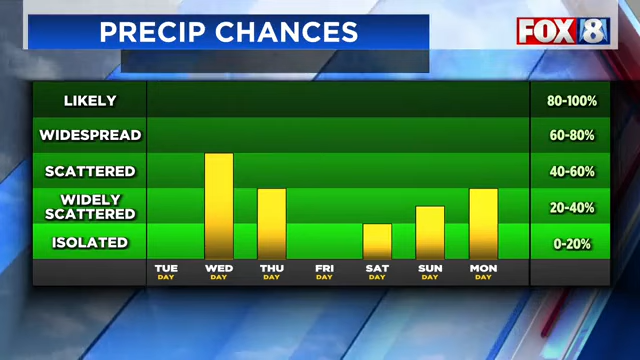 PRECIP CHANCES
FOX 8
LIKELY 80-100%
WIDESPREAD 60-80%
SCATTERED 40-60%
WIDELY
SCATTERED 20-40%
ISOLATED 0-20%
TUE WED THU FRI SAT SUN MON
DAY DAY DAY DAY DAY DAY DAY